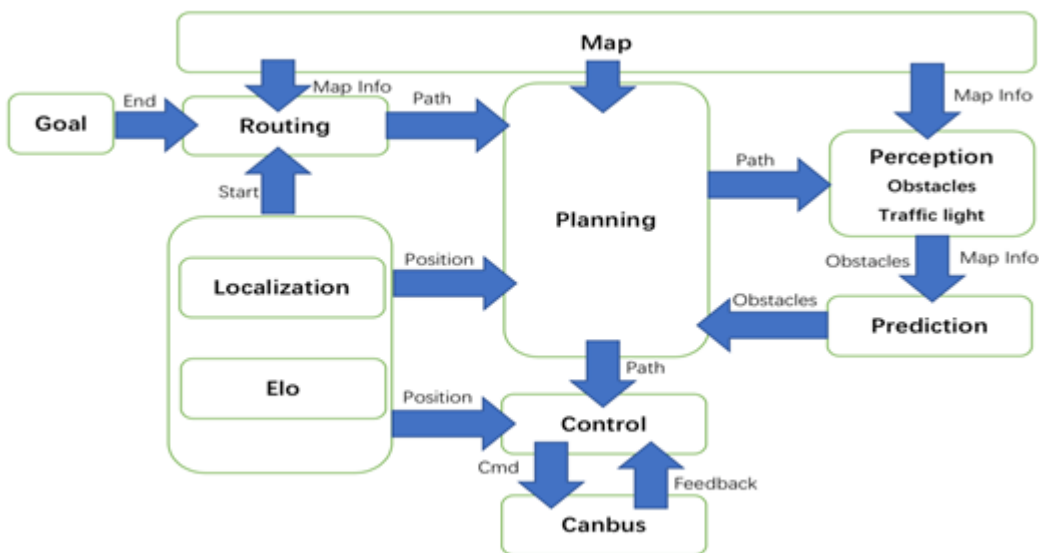 Map
Map Info
Map Info
End
Path
Goal
Routing
Start
Path
Perception
Obstacles
Traffic light
Planning
Position
Obstacles
Map Info
Localization
Obstacles
Prediction
Path
Elo
Position
Control
Cmd
Feedback
Canbus